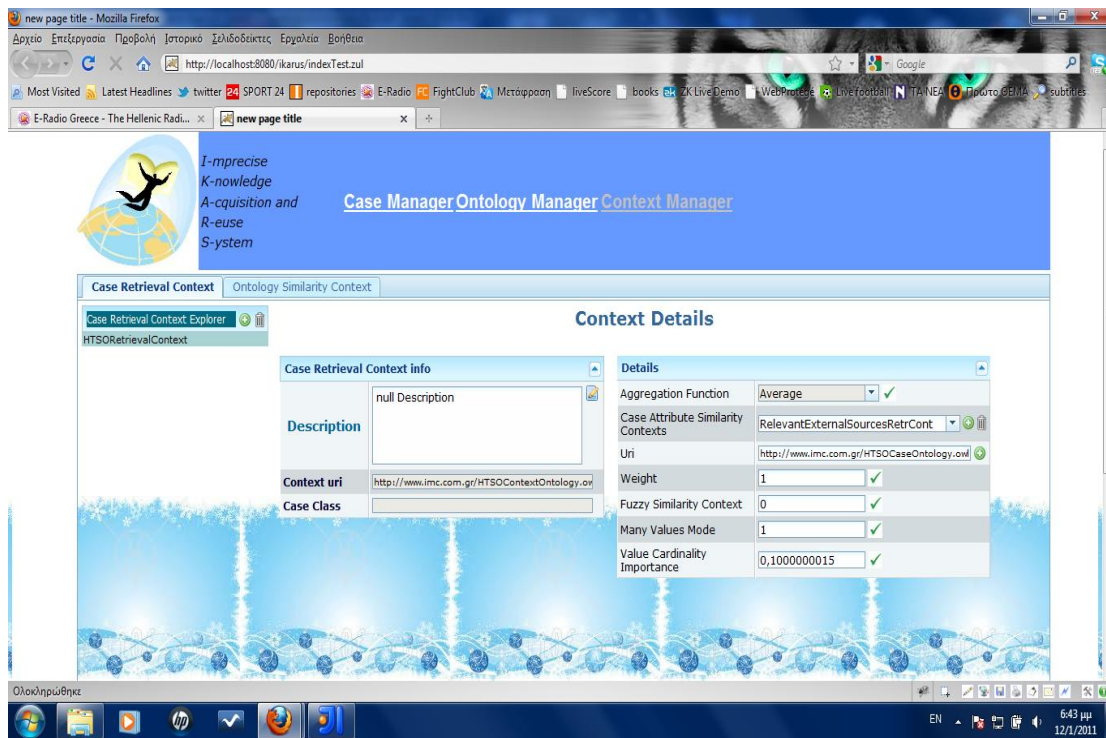 new page title - Mozilla Firefox
Αρχείο Επεξεργασία Προβολή Ιστορικό Σελιδοδείκτες Εργαλεία Βοήθεια
http://localhost:8080/ikarus/indexTest.zul
Google
Most Visited Latest Headlines twitter 24 SPORT 24 repositories E-Radio FC FightClub Μετάφραση liveScore books ZK Live Demo WebProtege Live football N TA NEA Πρωτο ΘΕΜΑ subtitles
E-Radio Greece - The Hellenic Radi...
new page title
I-mprecise
K-nowledge
A-cquisition and
R-euse
S-ystem
Case Manager Ontology Manager Context Manager
Case Retrieval Context Ontology Similarity Context
Case Retrieval Context Explorer
HTSORetrievalContext
Context Details
Case Retrieval Context info
Description
null Description
Context uri http://www.imc.com.gr/HTSOContextOntology.ow
Case Class
Details
Aggregation Function Average
Case Attribute Similarity
Contexts
RelevantExternalSourcesRetrCont
Uri http://www.imc.com.gr/HTSOCaseOntology.owl
Weight 1
Fuzzy Similarity Context 0
Many Values Mode 1
Value Cardinality
Importance
0,1000000015
Ολοκληρώθηκε
hp
EN
6:43 μμ
12/1/2011